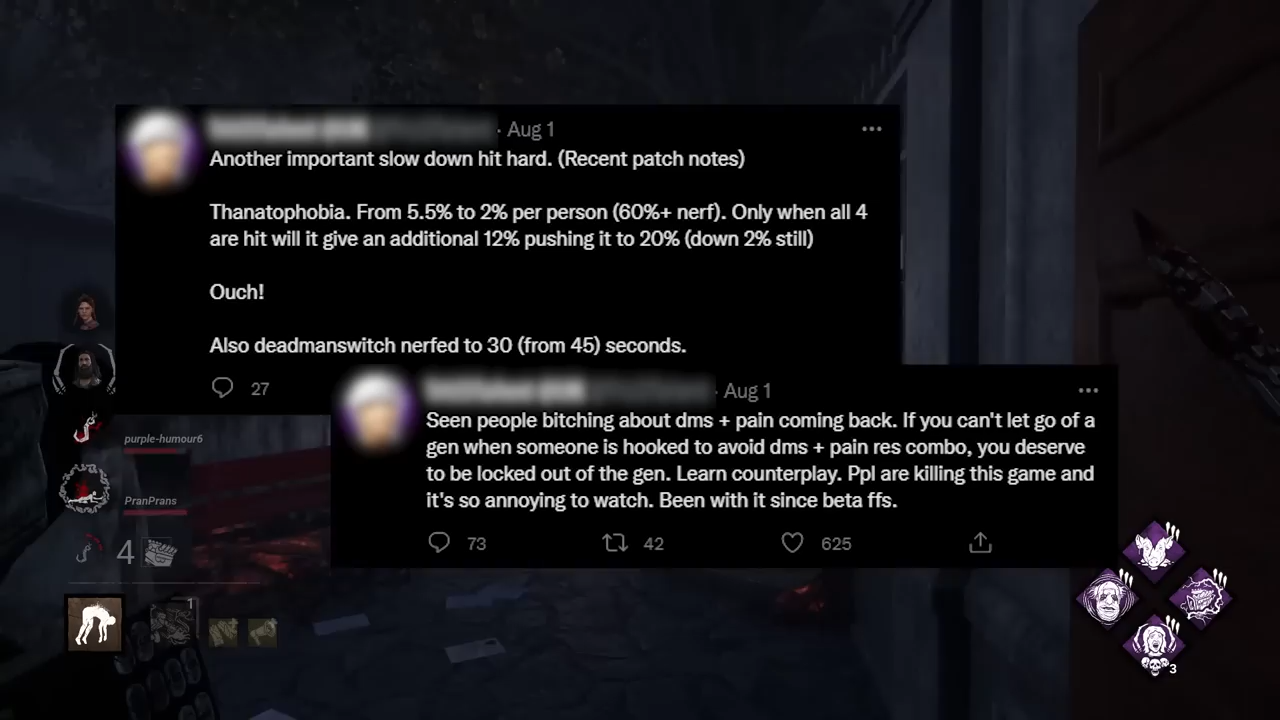 · Aug 1
Another important slow down hit hard. (Recent patch notes)
Thanatophobia. From 5.5% to 2% per person (60%+ nerf). Only when all 4
are hit will it give an additional 12% pushing it to 20% (down 2% still)
Ouch!
Also deadmanswitch nerfed to 30 (from 45) seconds.
27
· Aug 1
Seen people bitching about dms + pain coming back. If you can't let go of a
gen when someone is hooked to avoid dms + pain res combo, you deserve
to be locked out of the gen. Learn counterplay. Ppl are killing this game and
it's so annoying to watch. Been with it since beta ffs.
73 42 625
purple-humour6
PranPrans
4
1
3